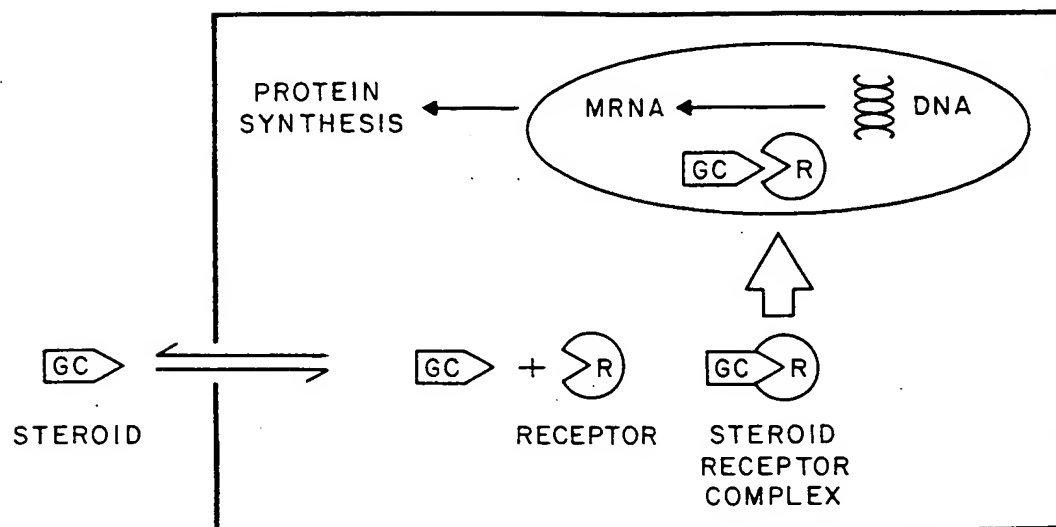 PROTEIN
SYNTHESIS
MRNA
DNA
GC
R
GC
GC
+
R
GC
R
STEROID
RECEPTOR
STEROID
RECEPTOR
COMPLEX